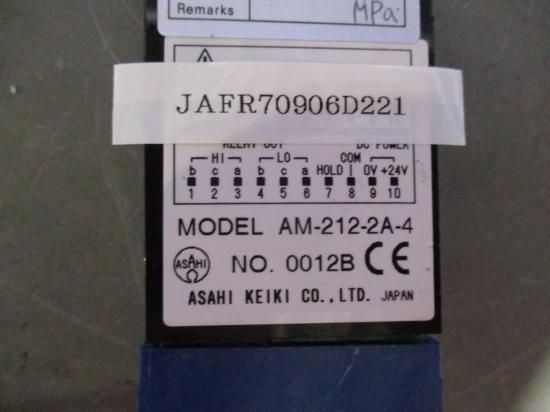 Remarks MPa
JAFR70906D221
RELAY OUT DC POWER
HI LO COM
b c a b c a HOLD 0V +24V
1 2 3 4 5 6 7 8 9 10
MODEL AM-212-2A-4
ASAHI NO. 0012B CE
ASAHI KEIKI CO., LTD. JAPAN